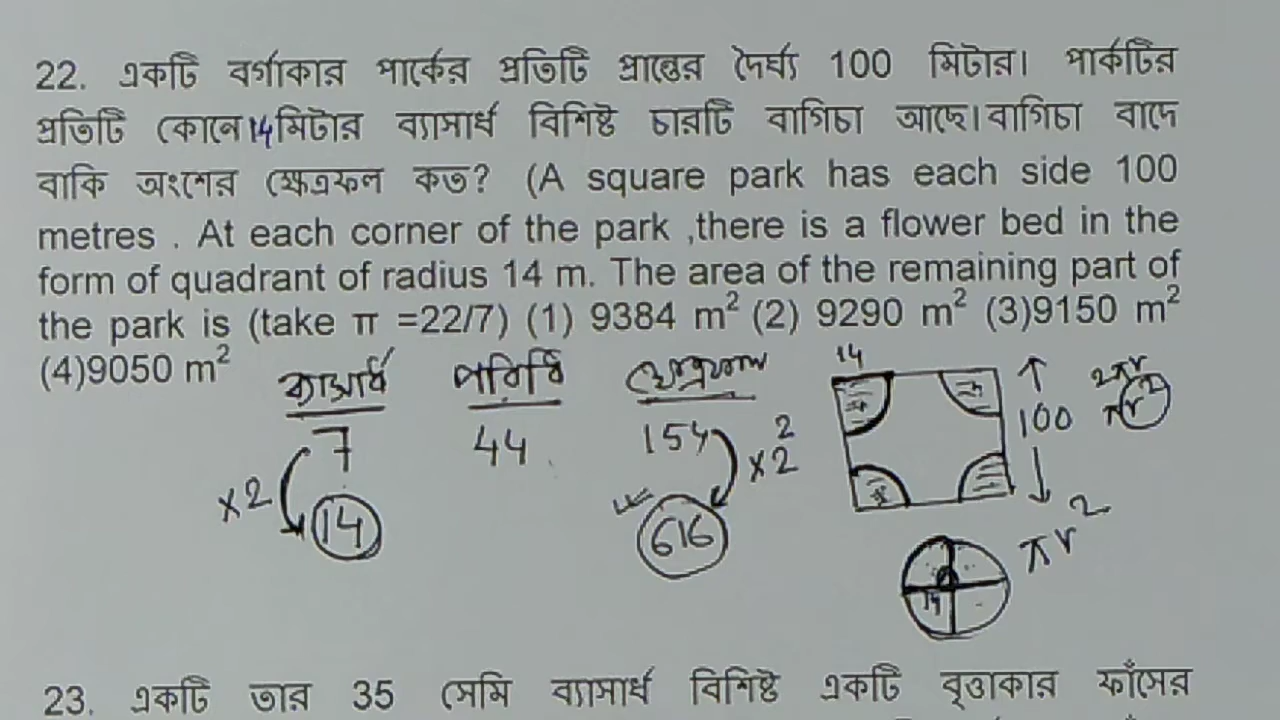 22. একটি বর্গাকার পার্কের প্রতিটি প্রান্তের দৈর্ঘ্য 100 মিটার। পার্কটির
প্রতিটি কোনে 14 মিটার ব্যাসার্ধ বিশিষ্ট চারটি বাগিচা আছে। বাগিচা বাদে
বাকি অংশের ক্ষেত্রফল কত? (A square park has each side 100
metres . At each corner of the park ,there is a flower bed in the
form of quadrant of radius 14 m. The area of the remaining part of
the park is (take π =22/7) (1) 9384 m² (2) 9290 m² (3)9150 m²
(4)9050 m²
ব্যাসার্ধ পরিধি ক্ষেত্রফল 14
7 44 154 ×2² 100 2πr
πr²
×2 14 616
πr²
14
23. একটি তার 35 সেমি ব্যাসার্ধ বিশিষ্ট একটি বৃত্তাকার ফাঁসের